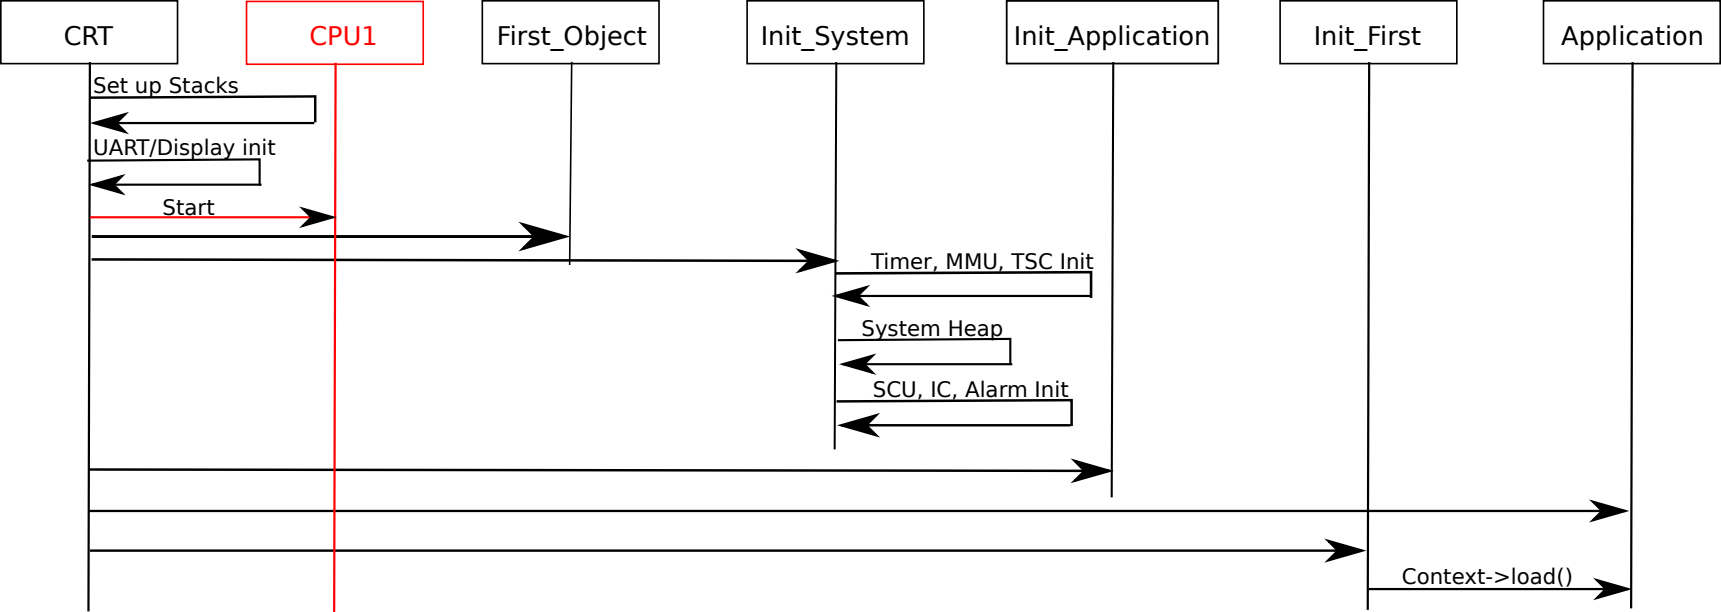 CRT
CPU1
First_Object
Init_System
Init_Application
Init_First
Application
Set up Stacks
UART/Display init
Start
Timer, MMU, TSC Init
System Heap
SCU, IC, Alarm Init
Context->load()